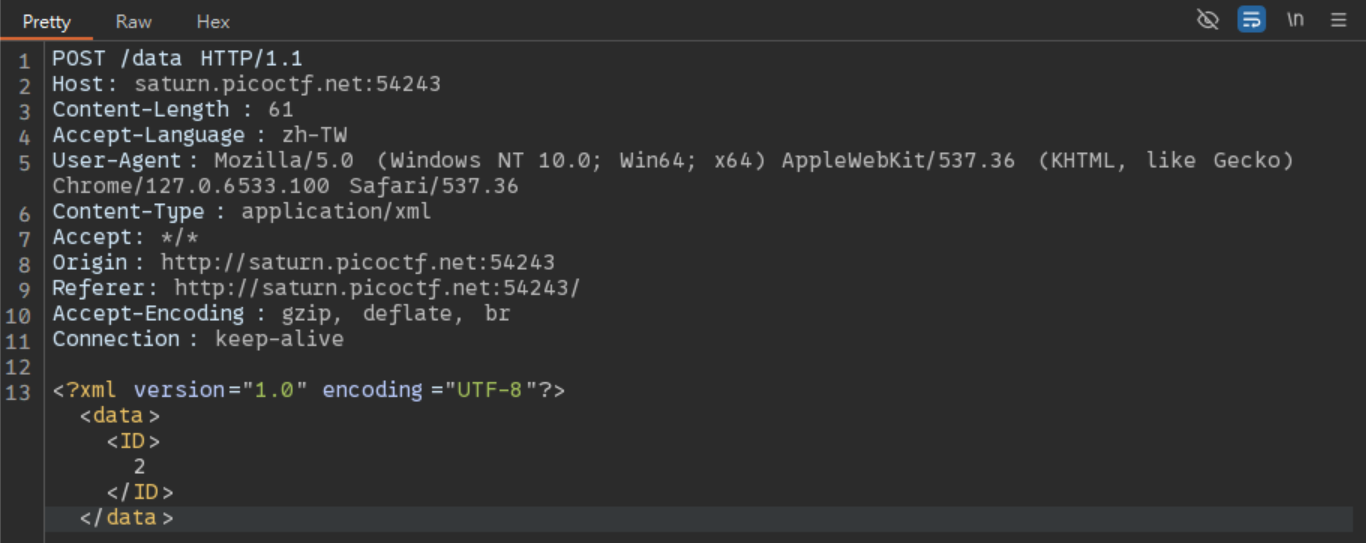 Pretty Raw Hex \n
1 POST /data HTTP/1.1
2 Host: saturn.picoctf.net:54243
3 Content-Length : 61
4 Accept-Language : zh-TW
5 User-Agent : Mozilla/5.0 (Windows NT 10.0; Win64; x64) AppleWebKit/537.36 (KHTML, like Gecko)
Chrome/127.0.6533.100 Safari/537.36
6 Content-Type : application/xml
7 Accept: */*
8 Origin : http://saturn.picoctf.net:54243
9 Referer: http://saturn.picoctf.net:54243/
10 Accept-Encoding : gzip, deflate, br
11 Connection : keep-alive
12
13 <?xml version="1.0" encoding ="UTF-8"?>
<data>
<ID>
2
</ID>
</data>